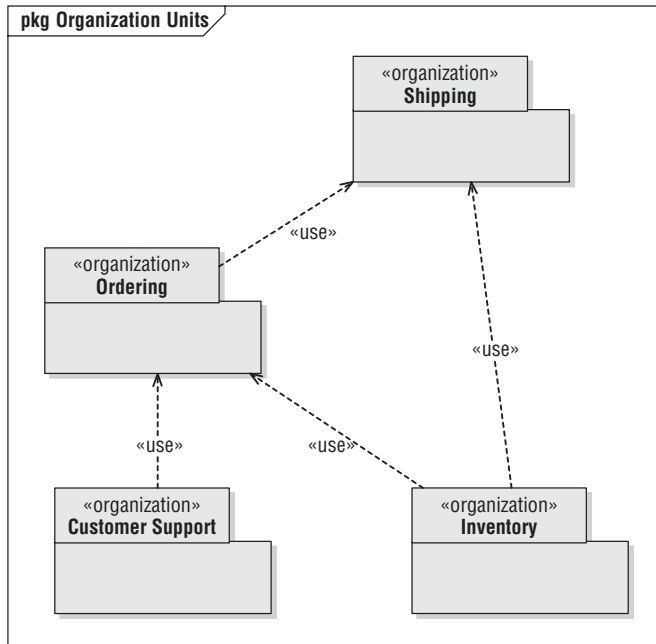 pkg Organization Units
«organization»
Shipping
«use»
«organization»
Ordering
«use»
«use»
«use»
«organization»
Customer Support
«organization»
Inventory